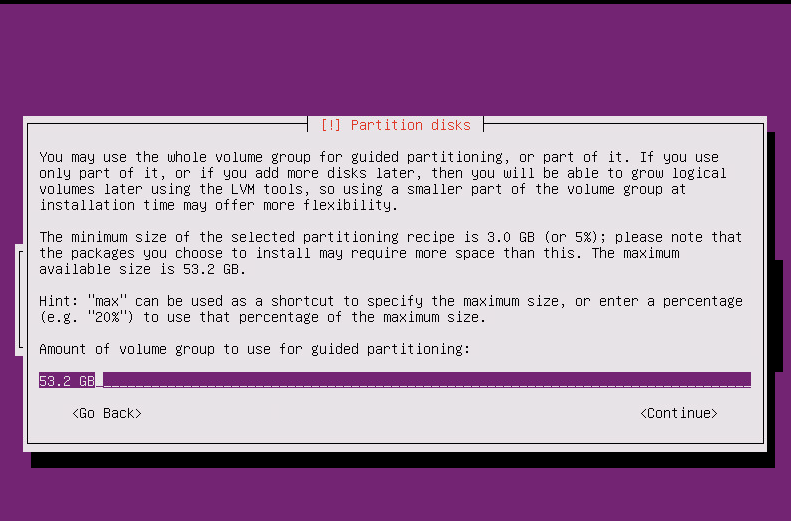 [!] Partition disks
You may use the whole volume group for guided partitioning, or part of it. If you use
only part of it, or if you add more disks later, then you will be able to grow logical
volumes later using the LVM tools, so using a smaller part of the volume group at
installation time may offer more flexibility.
The minimum size of the selected partitioning recipe is 3.0 GB (or 5%); please note that
the packages you choose to install may require more space than this. The maximum
available size is 53.2 GB.
Hint: "max" can be used as a shortcut to specify the maximum size, or enter a percentage
(e.g. "20%") to use that percentage of the maximum size.
Amount of volume group to use for guided partitioning:
53.2 GB
<Go Back> <Continue>